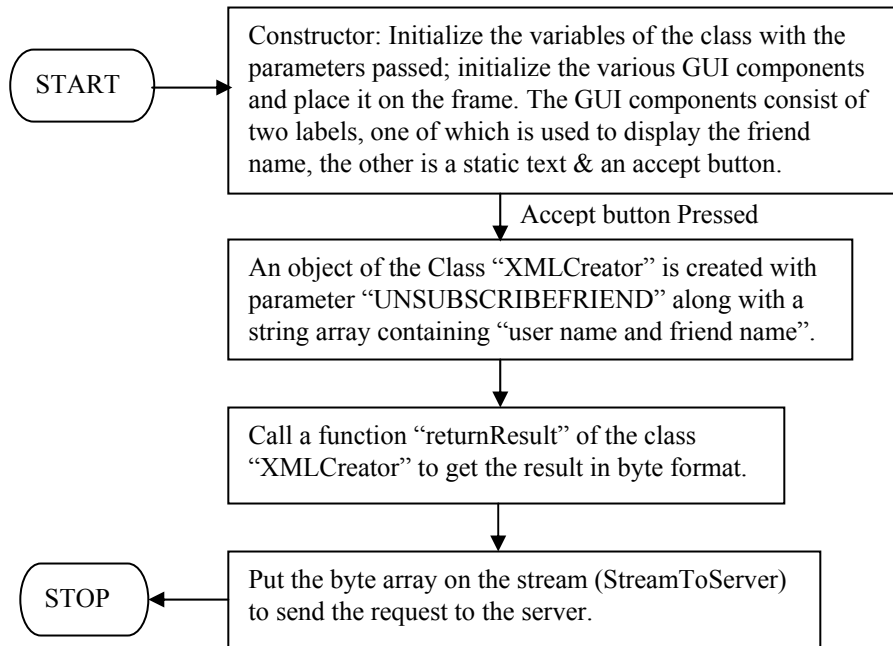 START
Constructor: Initialize the variables of the class with the
parameters passed; initialize the various GUI components
and place it on the frame. The GUI components consist of
two labels, one of which is used to display the friend
name, the other is a static text & an accept button.
Accept button Pressed
An object of the Class “XMLCreator” is created with
parameter “UNSUBSCRIBEFRIEND” along with a
string array containing “user name and friend name”.
Call a function “returnResult” of the class
“XMLCreator” to get the result in byte format.
Put the byte array on the stream (StreamToServer)
to send the request to the server.
STOP